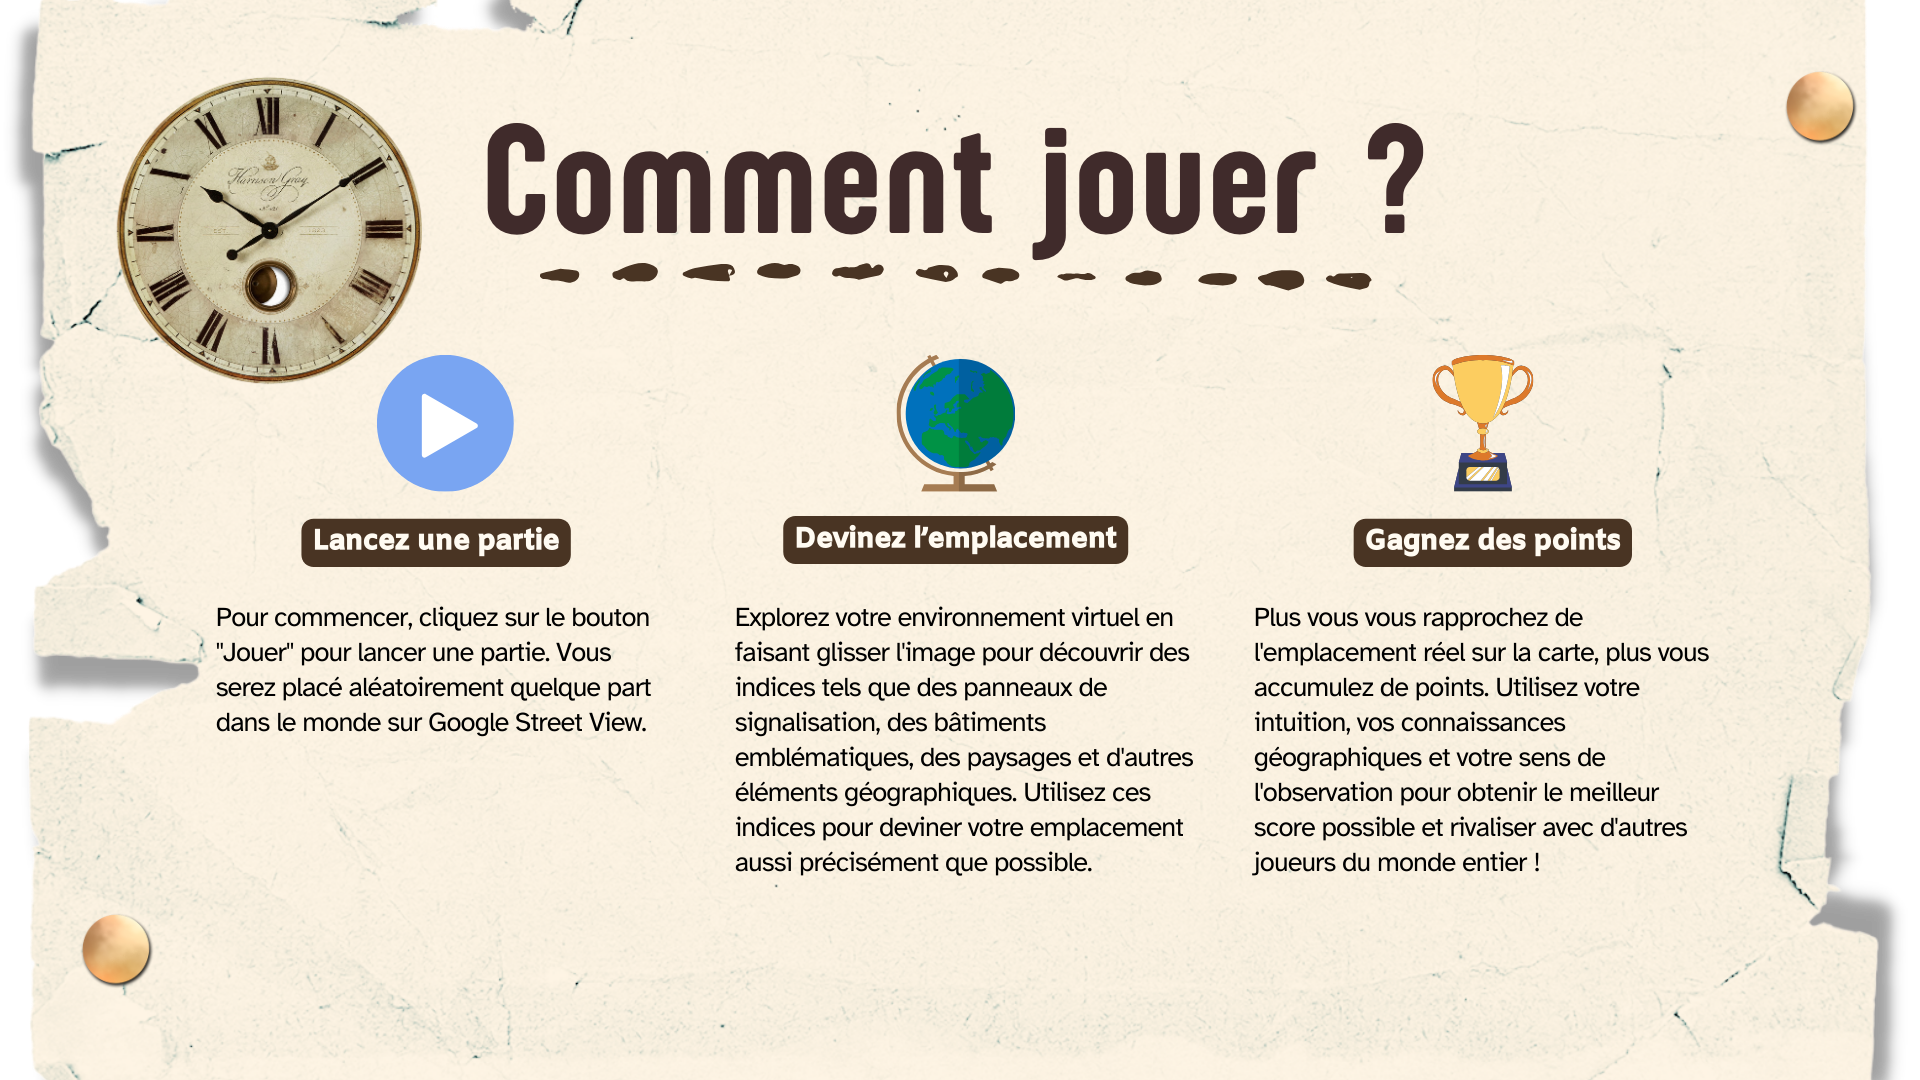 Harrison Gray
Comment jouer ?
Lancez une partie
Pour commencer, cliquez sur le bouton
"Jouer" pour lancer une partie. Vous
serez placé aléatoirement quelque part
dans le monde sur Google Street View.
Devinez l’emplacement
Explorez votre environnement virtuel en
faisant glisser l'image pour découvrir des
indices tels que des panneaux de
signalisation, des bâtiments
emblématiques, des paysages et d'autres
éléments géographiques. Utilisez ces
indices pour deviner votre emplacement
aussi précisément que possible.
Gagnez des points
Plus vous vous rapprochez de
l'emplacement réel sur la carte, plus vous
accumulez de points. Utilisez votre
intuition, vos connaissances
géographiques et votre sens de
l'observation pour obtenir le meilleur
score possible et rivaliser avec d'autres
joueurs du monde entier !